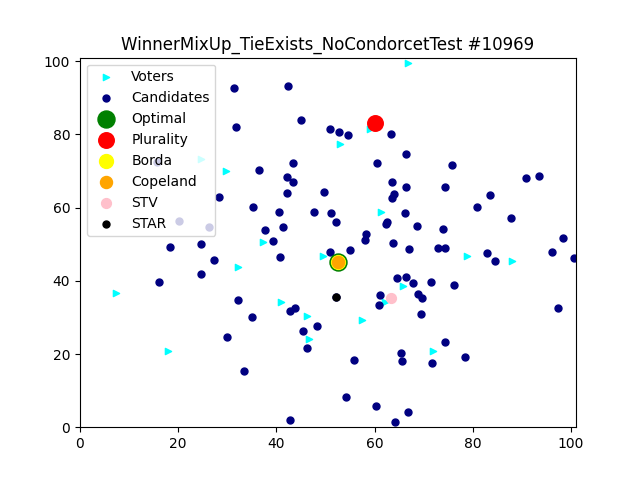 WinnerMixUp_TieExists_NoCondorcetTest #10969
Voters
Candidates
Optimal
Plurality
Borda
Copeland
STV
STAR
100
80
60
40
20
0
0 20 40 60 80 100